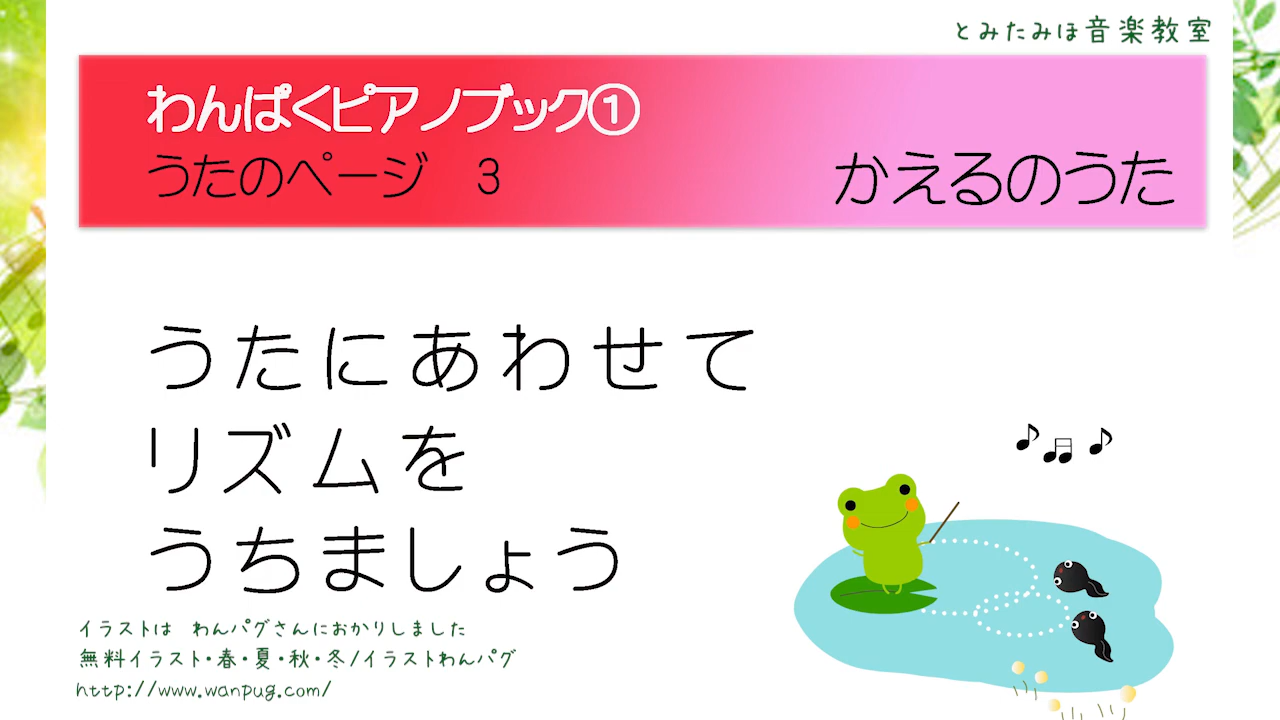 とみたみほ音楽教室
わんぱくピアノブック①
うたのページ　3
かえるのうた
うたにあわせて
リズムを
うちましょう
イラストは　わんパグさんにおかりしました
無料イラスト・春・夏・秋・冬/イラストわんパグ
http://www.wanpug.com/